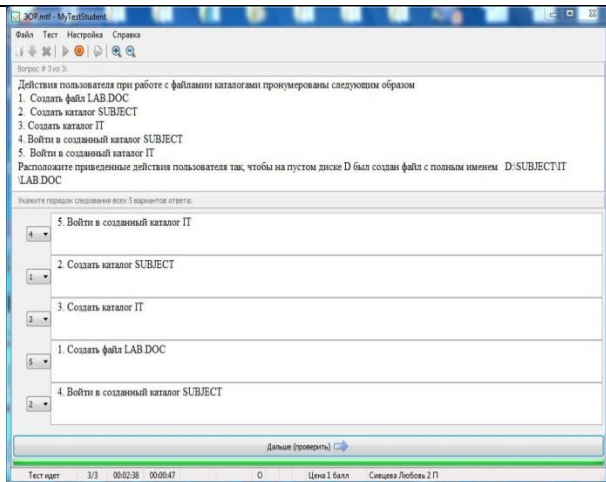 ЭОР.mtf - MyTestStudent
Файл Тест Настройка Справка
Вопрос # 3 из 3:
Действия пользователя при работе с файламии каталогами пронумерованы следующим образом
1. Создать файл LAB.DOC
2. Создать каталог SUBJECT
3. Создать каталог IT
4. Войти в созданный каталог SUBJECT
5. Войти в созданный каталог IT
Расположите приведенные действия пользователя так, чтобы на пустом диске D был создан файл с полным именем D:\SUBJECT\IT
\LAB.DOC
Укажите порядок следования всех 5 вариантов ответа:
4 5. Войти в созданный каталог IT
1 2. Создать каталог SUBJECT
3 3. Создать каталог IT
5 1. Создать файл LAB.DOC
2 4. Войти в созданный каталог SUBJECT
Дальше (проверить)
Тест идет 3/3 00:02:38 00:00:47 О Цена 1 балл Сивцева Любовь 2 П